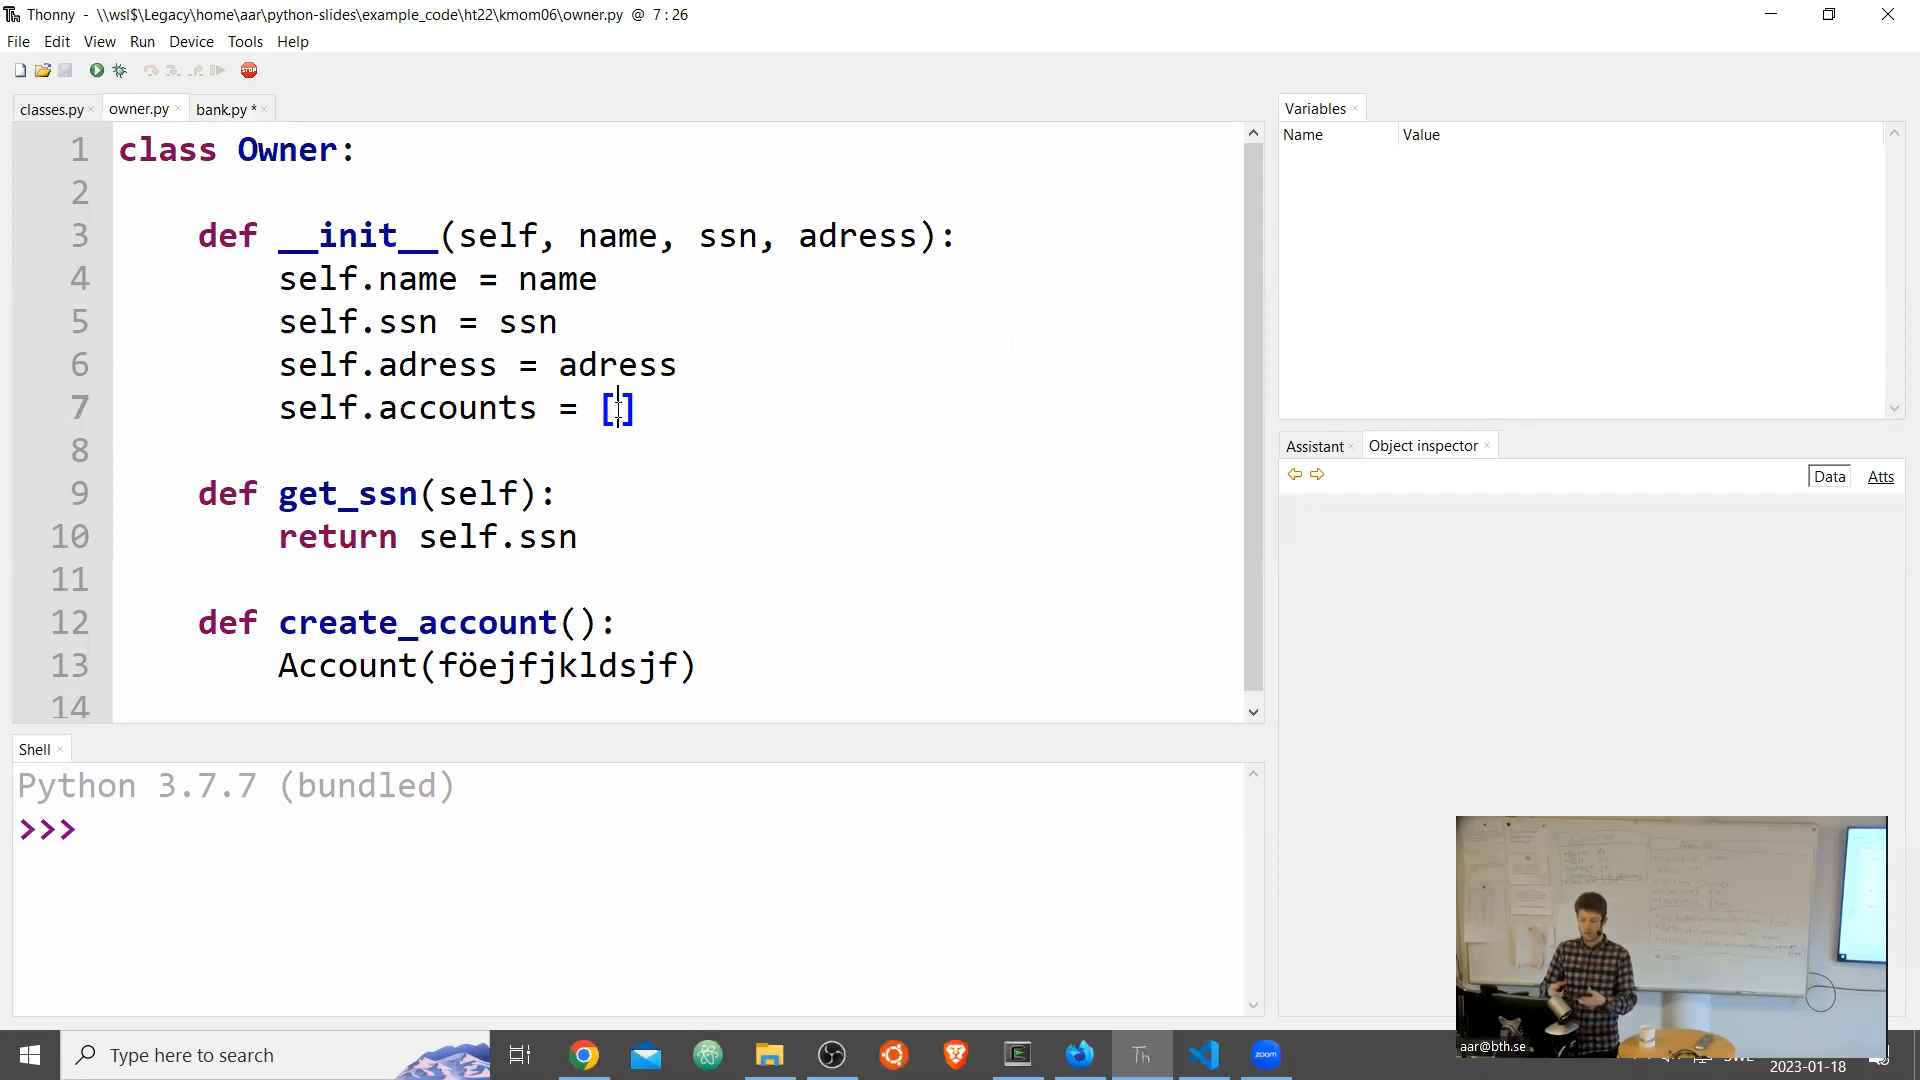 Thonny - \\wsl$\Legacy\home\aar\python-slides\example_code\ht22\kmom06\owner.py @ 7 : 26
File Edit View Run Device Tools Help
STOP
classes.py owner.py bank.py *
1 class Owner:
2
3 def __init__(self, name, ssn, adress):
4 self.name = name
5 self.ssn = ssn
6 self.adress = adress
7 self.accounts = []
8
9 def get_ssn(self):
10 return self.ssn
11
12 def create_account():
13 Account(föejfjkldsjf)
14
Shell
Python 3.7.7 (bundled)
>>>
Variables
Name Value
Assistant Object inspector
Data Atts
aar@bth.se
Type here to search
Th
zoom
2023-01-18